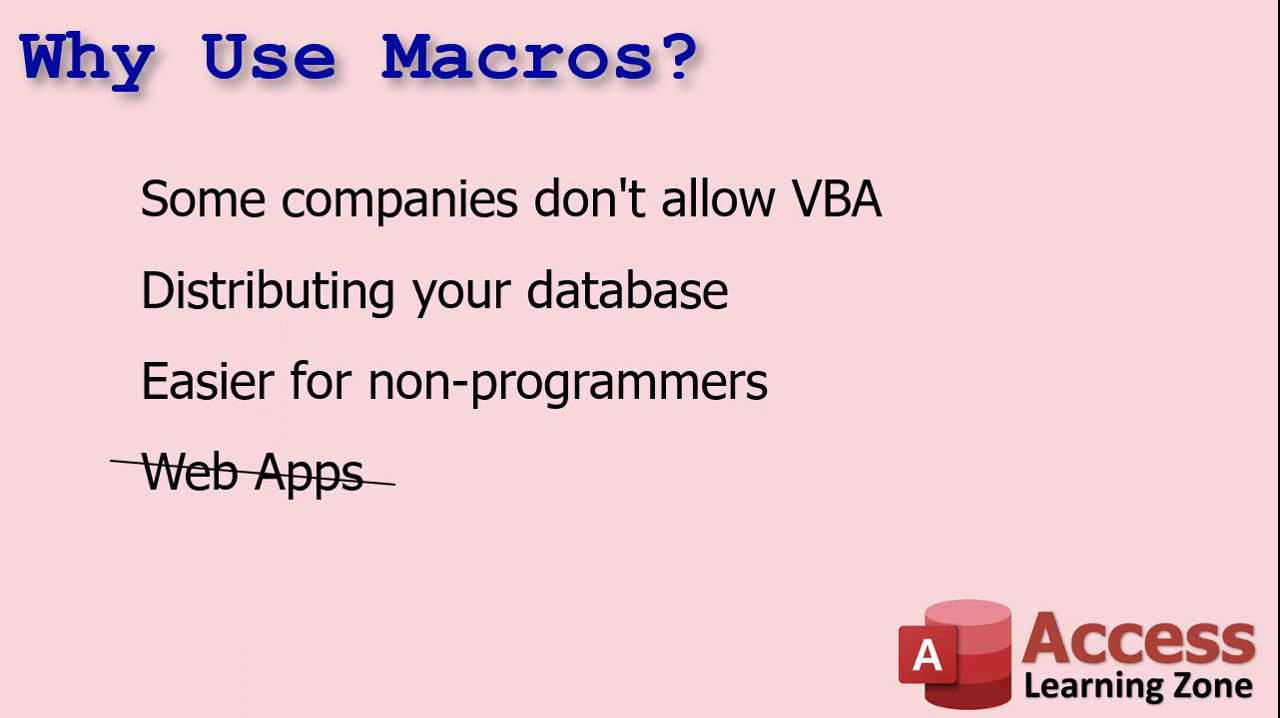 Why Use Macros?
Some companies don't allow VBA
Distributing your database
Easier for non-programmers
Web Apps
A
Access
Learning Zone